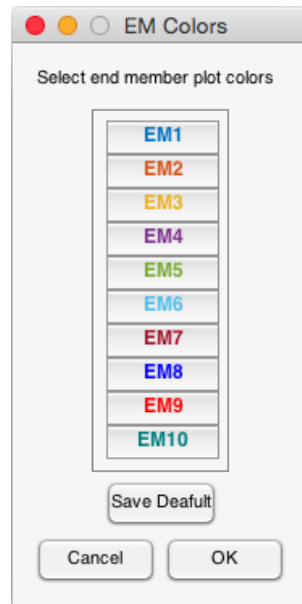 EM Colors
Select end member plot colors
EM1
EM2
EM3
EM4
EM5
EM6
EM7
EM8
EM9
EM10
Save Deafult
Cancel
OK